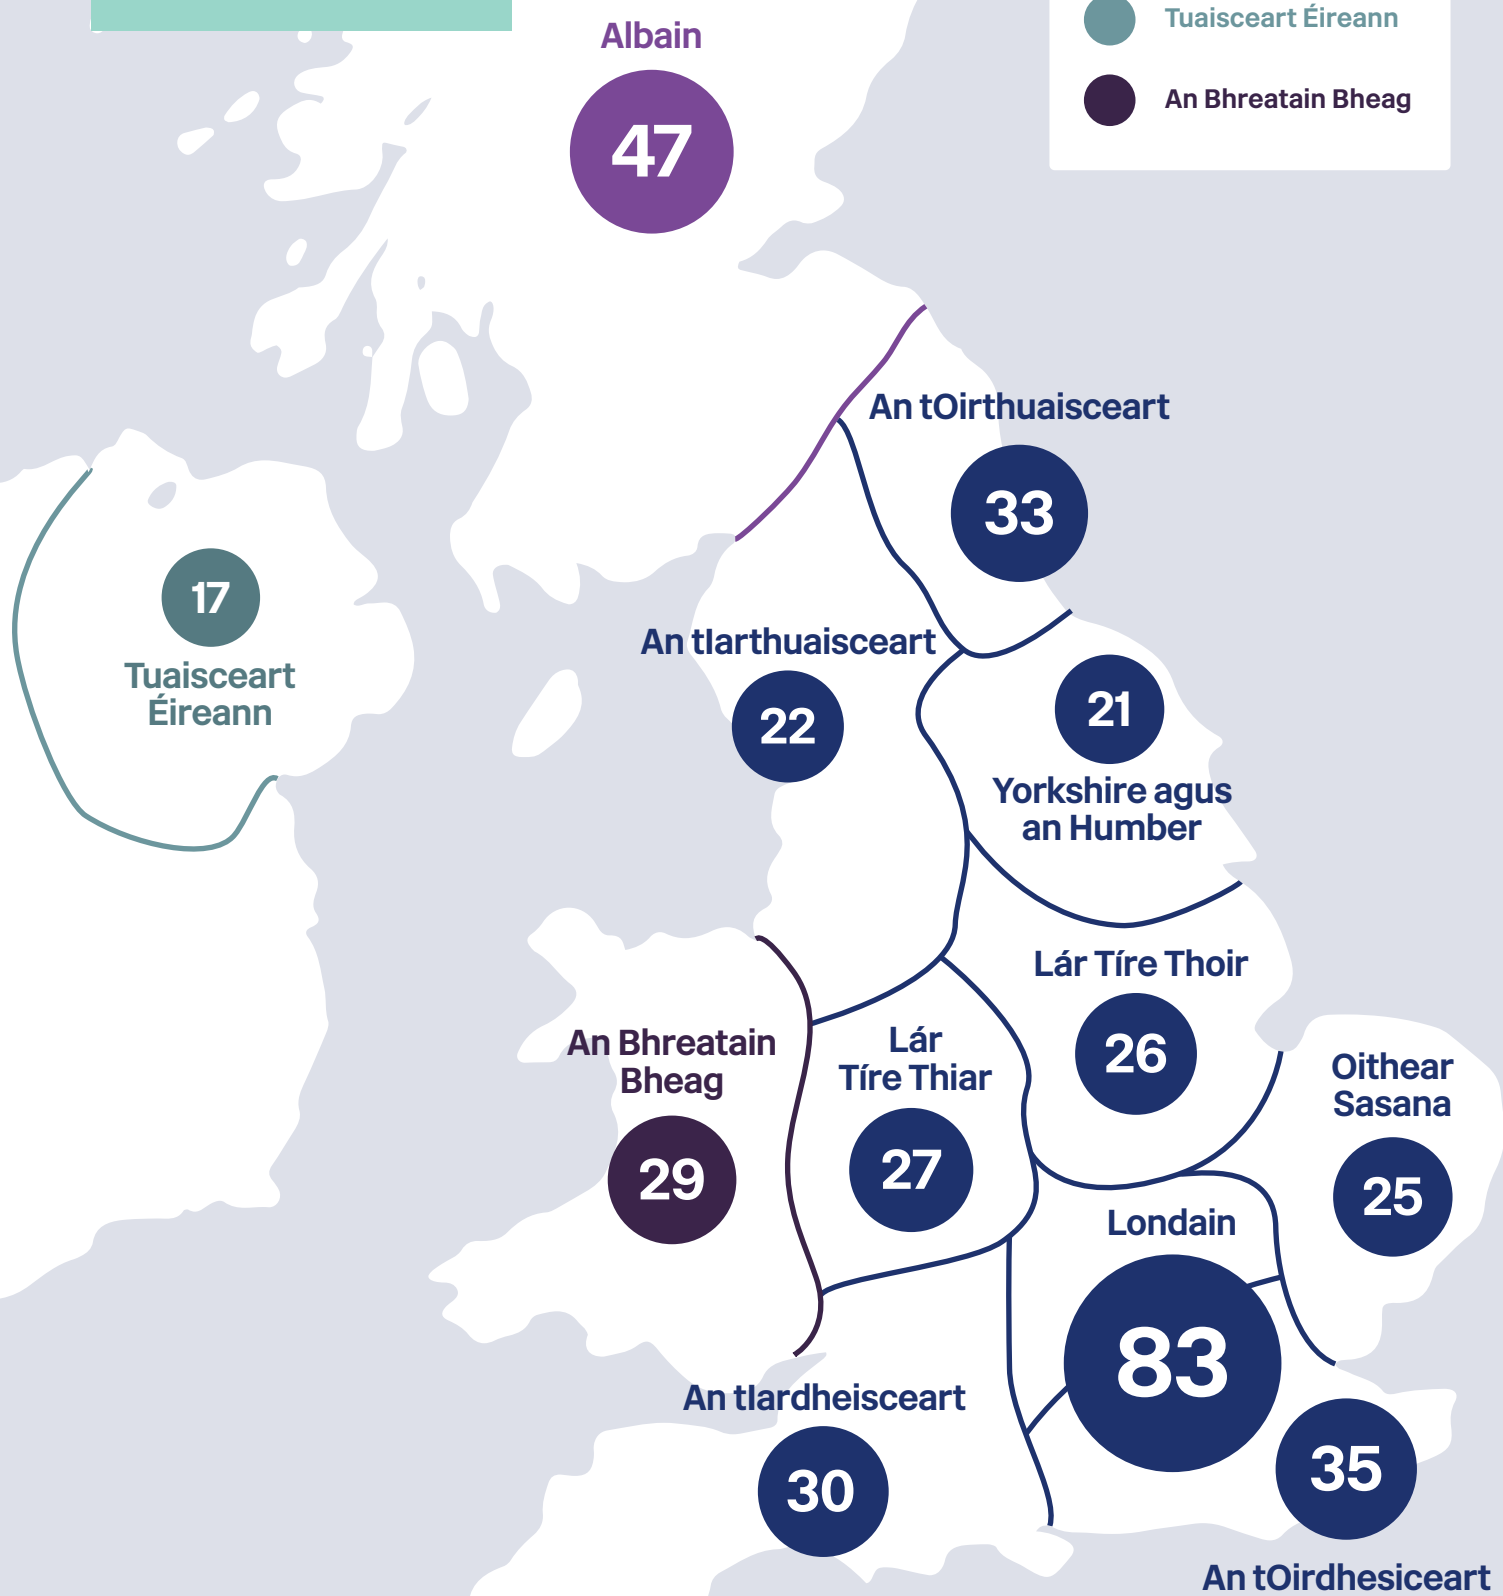 Albain
47
Tuaisceart Éireann
An Bhreatain Bheag
An tOirthuaisceart
33
17
Tuaisceart
Éireann
An tIarthuaisceart
22
21
Yorkshire agus
an Humber
Lár Tíre Thoir
26
An Bhreatain
Bheag
29
Lár
Tíre Thiar
27
Oithear
Sasana
25
Londain
83
An tIardheisceart
30
35
An tOirdhesiceart